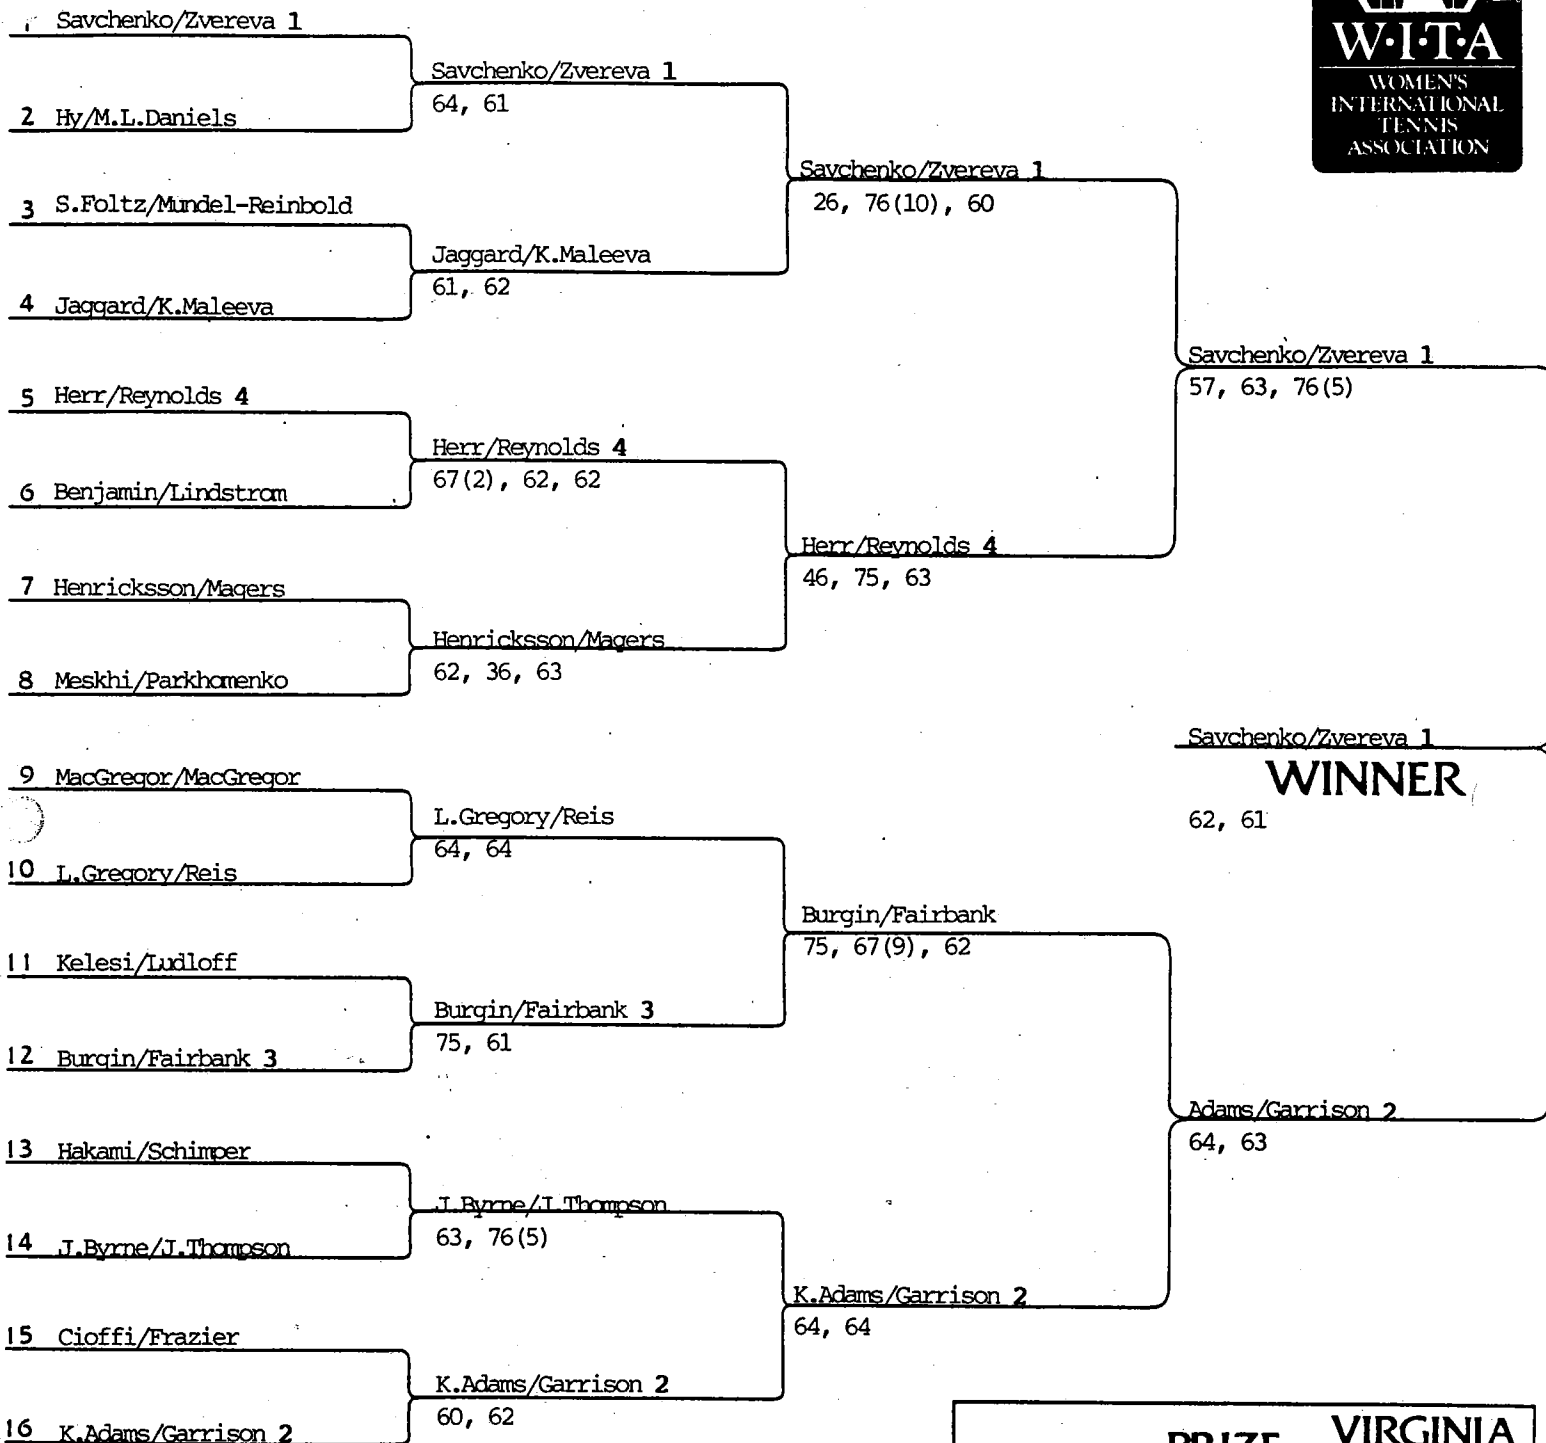 1 Savchenko/Zvereva 1
2 Hy/M.L.Daniels
3 S.Foltz/Mundel-Reinbold
4 Jaggard/K.Maleeva
5 Herr/Reynolds 4
6 Benjamin/Lindstrom
7 Henricksson/Magers
8 Meskhi/Parkhomenko
9 MacGregor/MacGregor
10 L.Gregory/Reis
11 Kelesi/Ludloff
12 Burgin/Fairbank 3
13 Hakami/Schimper
14 J.Byrne/J.Thompson
15 Cioffi/Frazier
16 K.Adams/Garrison 2
Savchenko/Zvereva 1
64, 61
Jaggard/K.Maleeva
61, 62
Herr/Reynolds 4
67(2), 62, 62
Henricksson/Magers
62, 36, 63
L.Gregory/Reis
64, 64
Burgin/Fairbank 3
75, 61
J.Byrne/J.Thompson
63, 76(5)
K.Adams/Garrison 2
60, 62
Savchenko/Zvereva 1
26, 76(10), 60
Herr/Reynolds 4
46, 75, 63
Burgin/Fairbank
75, 67(9), 62
K.Adams/Garrison 2
64, 64
Savchenko/Zvereva 1
57, 63, 76(5)
Adams/Garrison 2
64, 63
Savchenko/Zvereva 1
WINNER
62, 61
W·I·T·A
WOMEN'S
INTERNATIONAL
TENNIS
ASSOCIATION
PRIZE
VIRGINIA